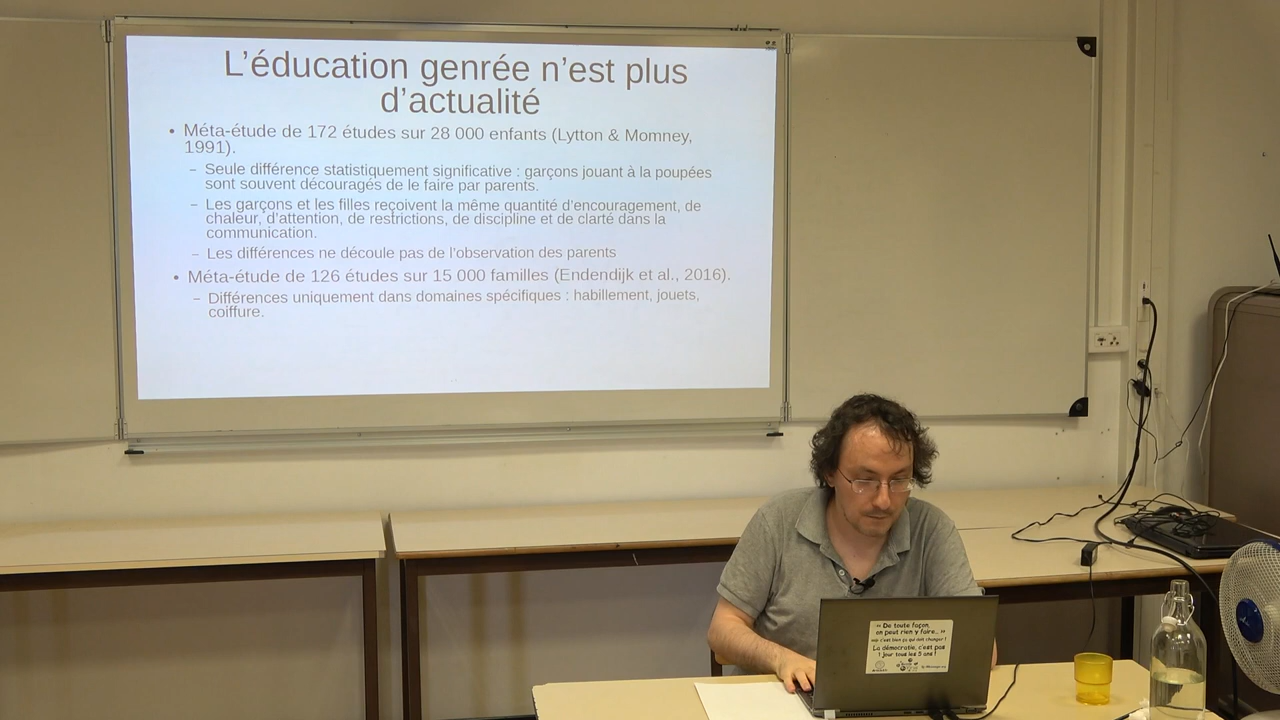 L'éducation genrée n'est plus
d'actualité
• Méta-étude de 172 études sur 28 000 enfants (Lytton & Momney,
1991).
– Seule différence statistiquement significative : garçons jouant à la poupées
sont souvent découragés de le faire par parents.
– Les garçons et les filles reçoivent la même quantité d'encouragement, de
chaleur, d'attention, de restrictions, de discipline et de clarté dans la
communication.
– Les différences ne découle pas de l'observation des parents
• Méta-étude de 126 études sur 15 000 familles (Endendijk et al., 2016).
– Différences uniquement dans domaines spécifiques : habillement, jouets,
coiffure.
« De toute façon,
on peut rien y faire... »
La démocratie, c'est pas
1 jour tous les 5 ans !